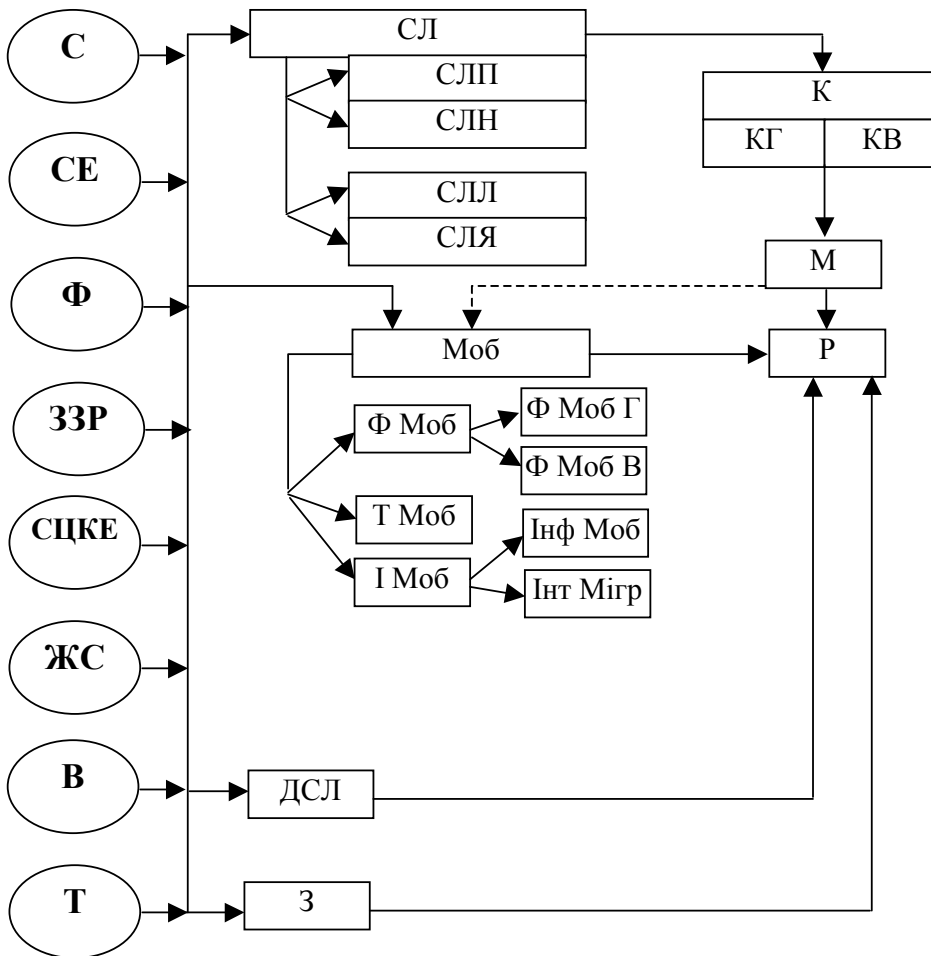 С
СЛ
СЛП
К
СЛН
КГ
КВ
СЕ
СЛЛ
СЛЯ
М
Ф
Моб
Р
ЗЗР
Ф Моб
Ф Моб Г
Ф Моб В
СЦКЕ
Т Моб
Інф Моб
І Моб
Інт Мігр
ЖС
В
ДСЛ
Т
З